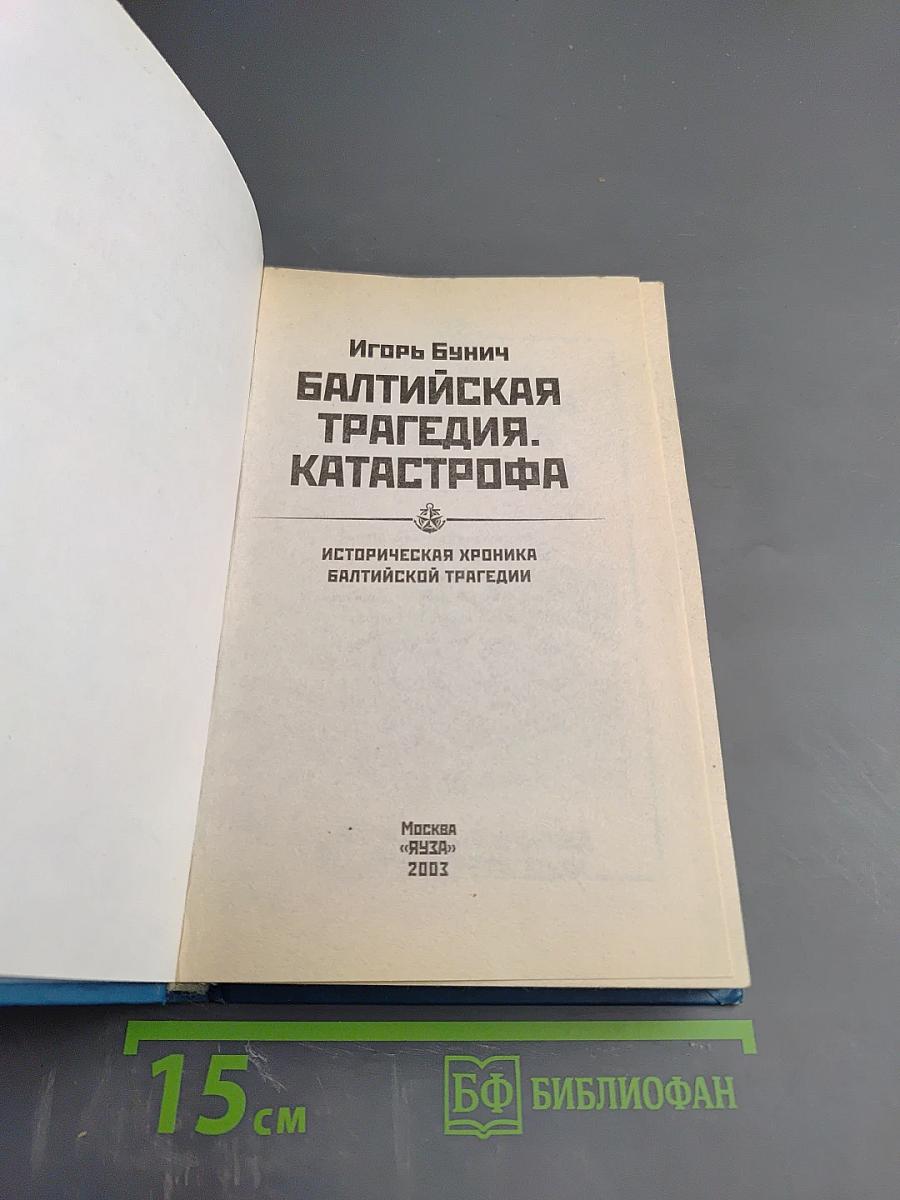 Игорь Бунич
БАЛТИЙСКАЯ
ТРАГЕДИЯ.
КАТАСТРОФА
ИСТОРИЧЕСКАЯ ХРОНИКА
БАЛТИЙСКОЙ ТРАГЕДИИ
Москва
«ЯУЗА»
2003
15 см
БФ БИБЛИОФАН